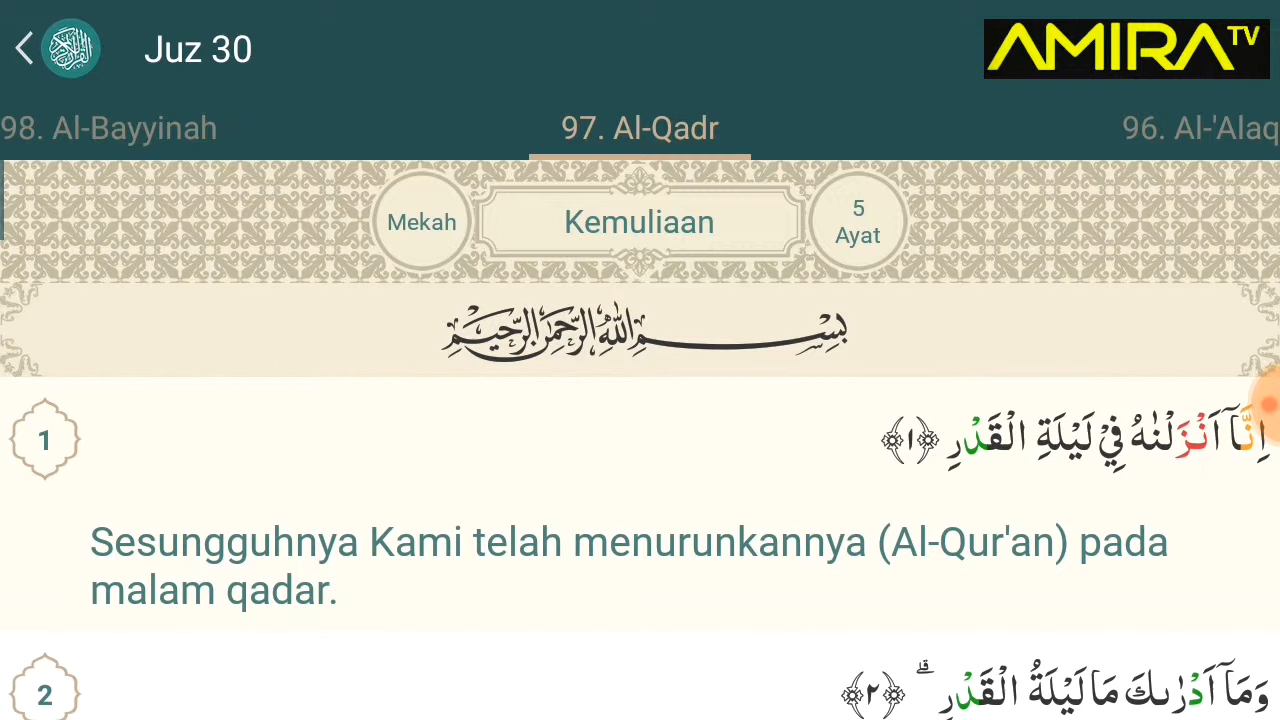 Juz 30
AMIRA TV
98. Al-Bayyinah
97. Al-Qadr
96. Al-'Alaq
Mekah
Kemuliaan
5
Ayat
بِسْمِ اللّٰهِ الرَّحْمٰنِ الرَّحِيْمِ
1
اِنَّآ اَنْزَلْنٰهُ فِيْ لَيْلَةِ الْقَدْرِ ﴿١﴾
Sesungguhnya Kami telah menurunkannya (Al-Qur'an) pada
malam qadar.
2
وَمَآ اَدْرٰىكَ مَا لَيْلَةُ الْقَدْرِۗ ﴿٢﴾